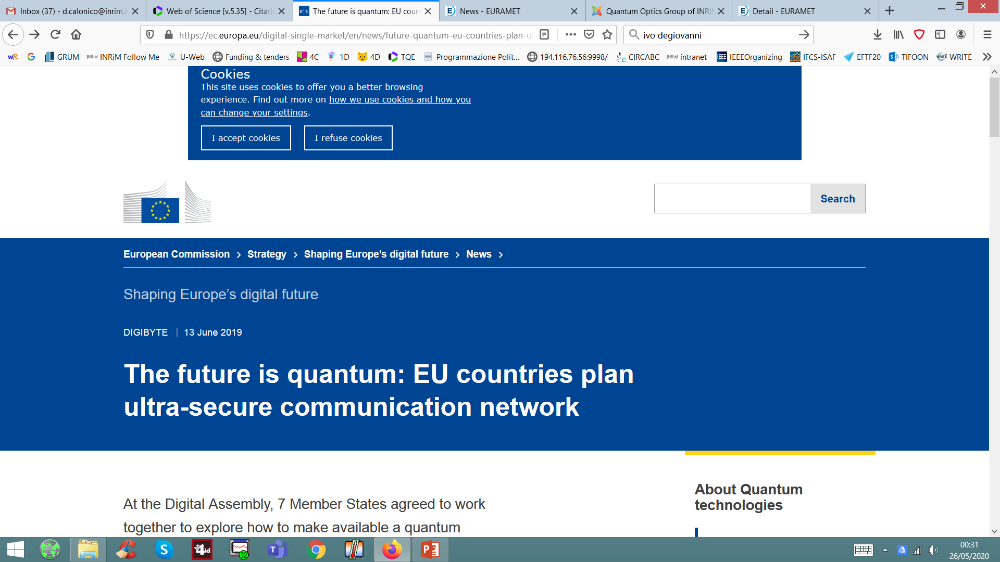 Inbox (37) - d.calonico@inrim.i
Web of Science [v.5.35] - Citati
The future is quantum: EU coun
News - EURAMET
Quantum Optics Group of INRI
Detail - EURAMET
https://ec.europa.eu/digital-single-market/en/news/future-quantum-eu-countries-plan-ul
ivo degiovanni
GRUM
INRiM Follow Me
U-Web
Funding & tenders
4C
1D
4D
TQE
Programmazione Polit...
194.116.76.56:9998/
CIRCABC
intranet
IEEEOrganizing
IFCS-ISAF
EFTF20
TIFOON
WRITE
Cookies
This site uses cookies to offer you a better browsing
experience. Find out more on how we use cookies and how you
can change your settings.
I accept cookies
I refuse cookies
Search
European Commission > Strategy > Shaping Europe’s digital future > News >
Shaping Europe’s digital future
DIGIBYTE | 13 June 2019
The future is quantum: EU countries plan
ultra-secure communication network
About Quantum
technologies
At the Digital Assembly, 7 Member States agreed to work
together to explore how to make available a quantum
00:31
26/05/2020